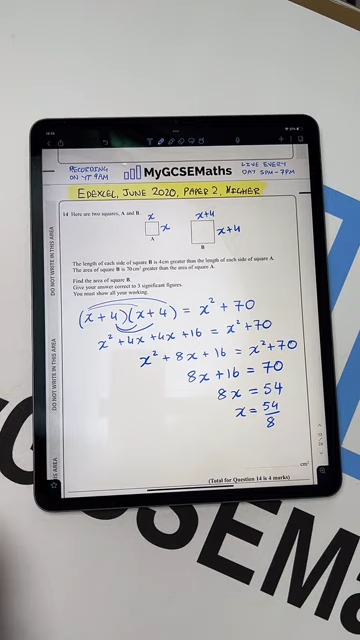 RECORDING ON YT 9AM
MyGCSEMaths
LIVE EVERY DAY 5PM-7PM
EDEXCEL, JUNE 2020, PAPER 2, HIGHER
14 Here are two squares, A and B.
x
x
A
x+4
x+4
B
The length of each side of square B is 4 cm greater than the length of each side of square A.
The area of square B is 70 cm² greater than the area of square A.
Find the area of square B.
Give your answer correct to 3 significant figures.
You must show all your working.
(x+4)(x+4) = x² + 70
x² + 4x + 4x + 16 = x² + 70
x² + 8x + 16 = x² + 70
8x + 16 = 70
8x = 54
x = 54/8
cm²
(Total for Question 14 is 4 marks)
DO NOT WRITE IN THIS AREA
DO NOT WRITE IN THIS AREA
IS AREA
GCSEMa